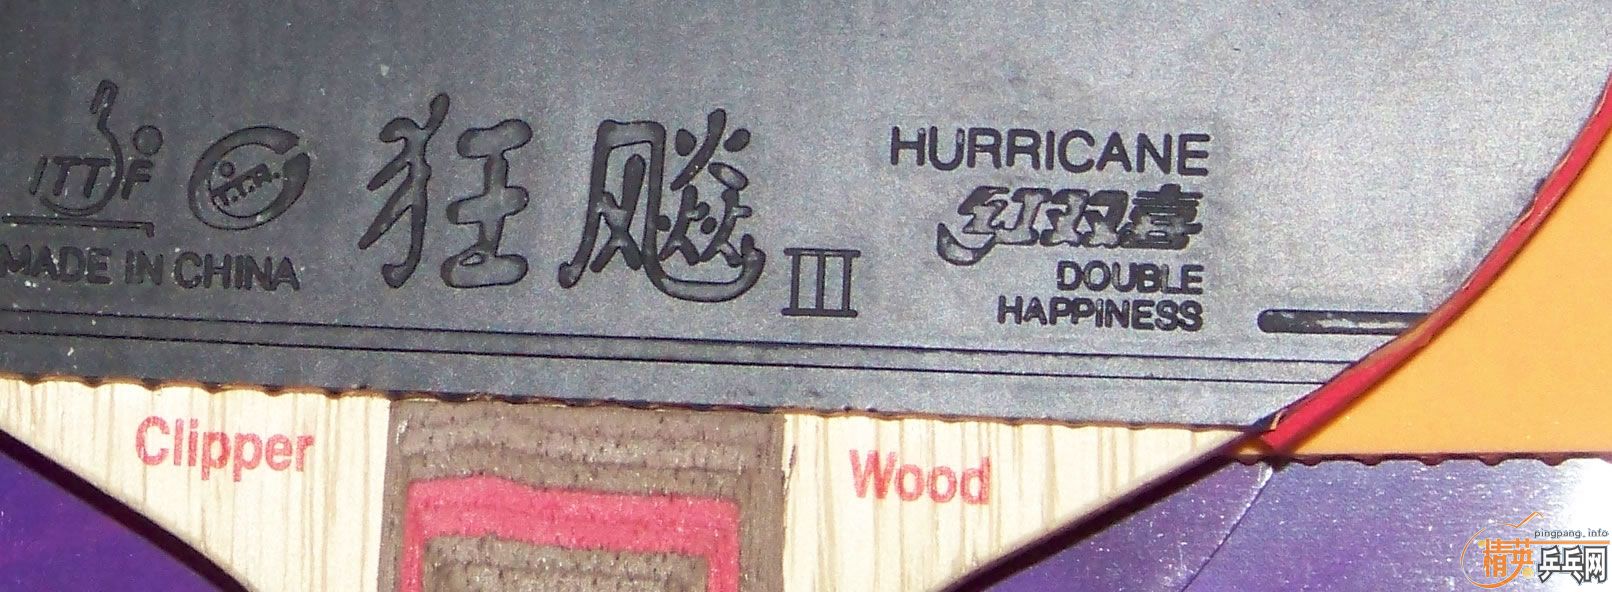 ITTF
I.T.T.A.
MADE IN CHINA
狂飚 III
HURRICANE
红双喜
DOUBLE
HAPPINESS
Clipper
Wood
pingpang.info
精英乒乓网